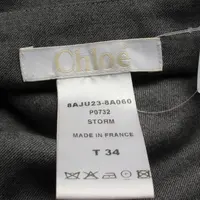 Chloé
8AJU23-8A060
P0732
STORM
MADE IN FRANCE
T 34